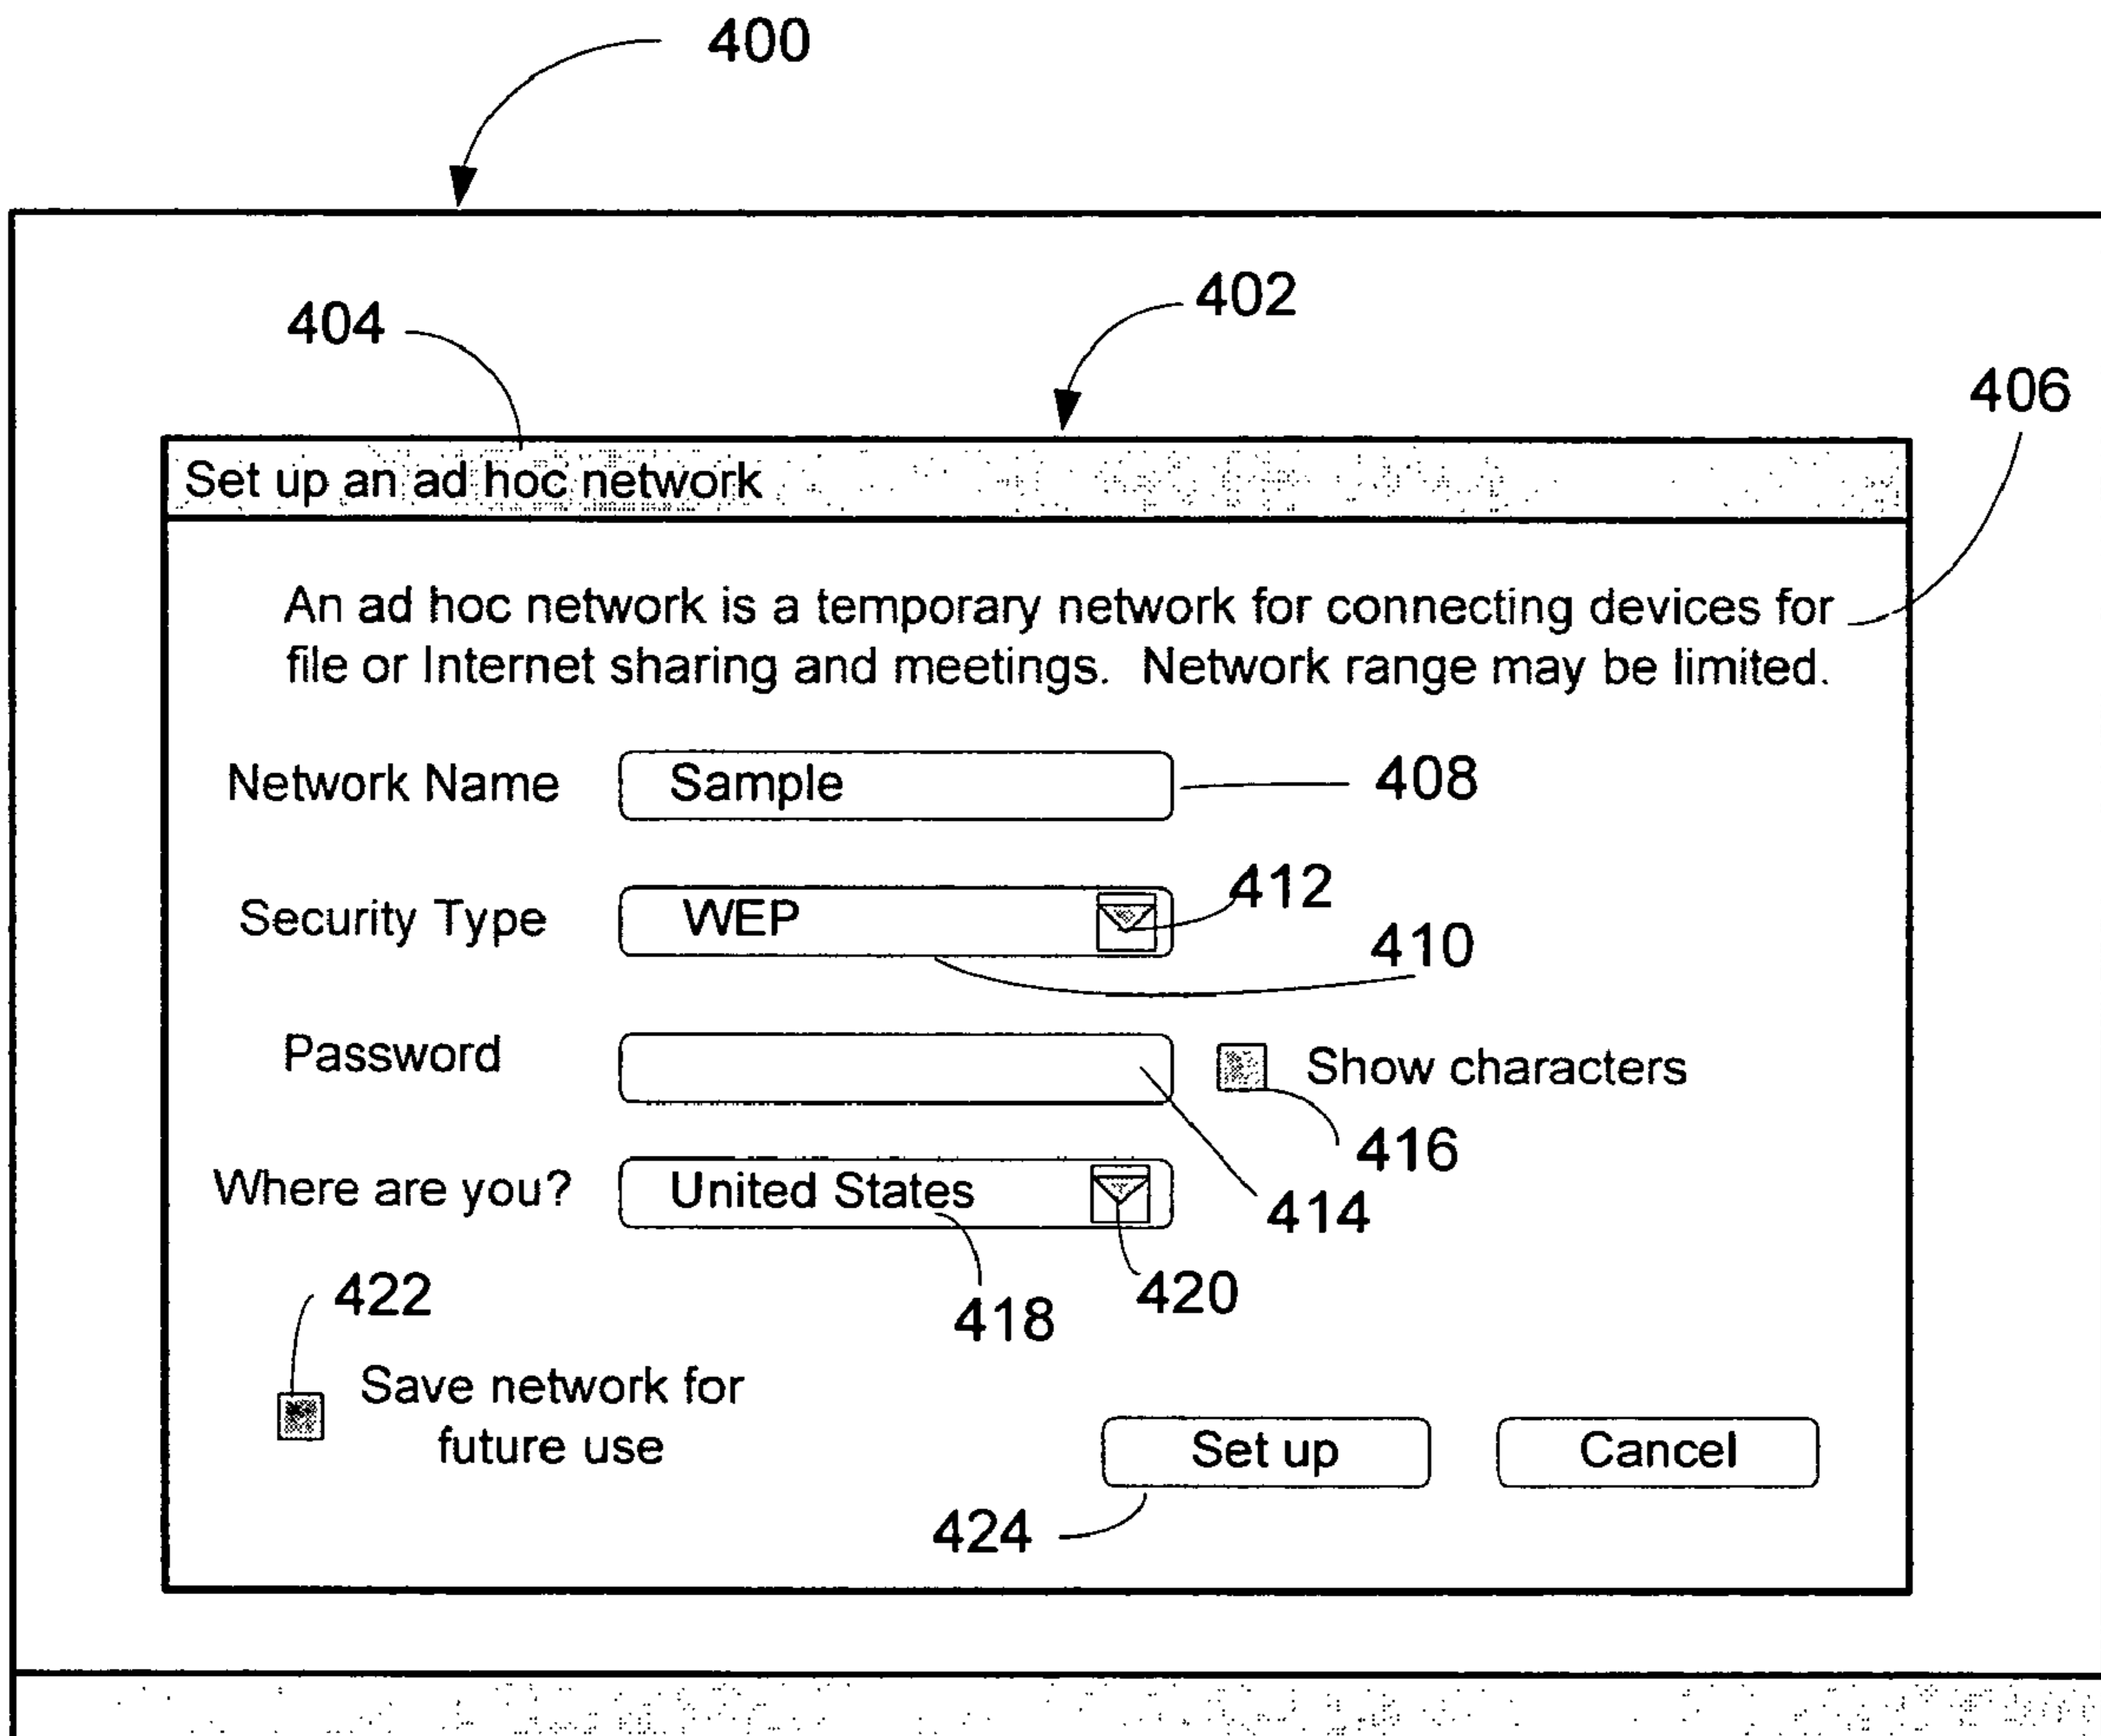 400
402
404
406
Set up an ad hoc network
An ad hoc network is a temporary network for connecting devices for
file or Internet sharing and meetings. Network range may be limited.
Network Name Sample 408
Security Type WEP 412
410
Password Show characters
416
Where are you? United States 414
422 418 420
Save network for
future use
Set up Cancel
424